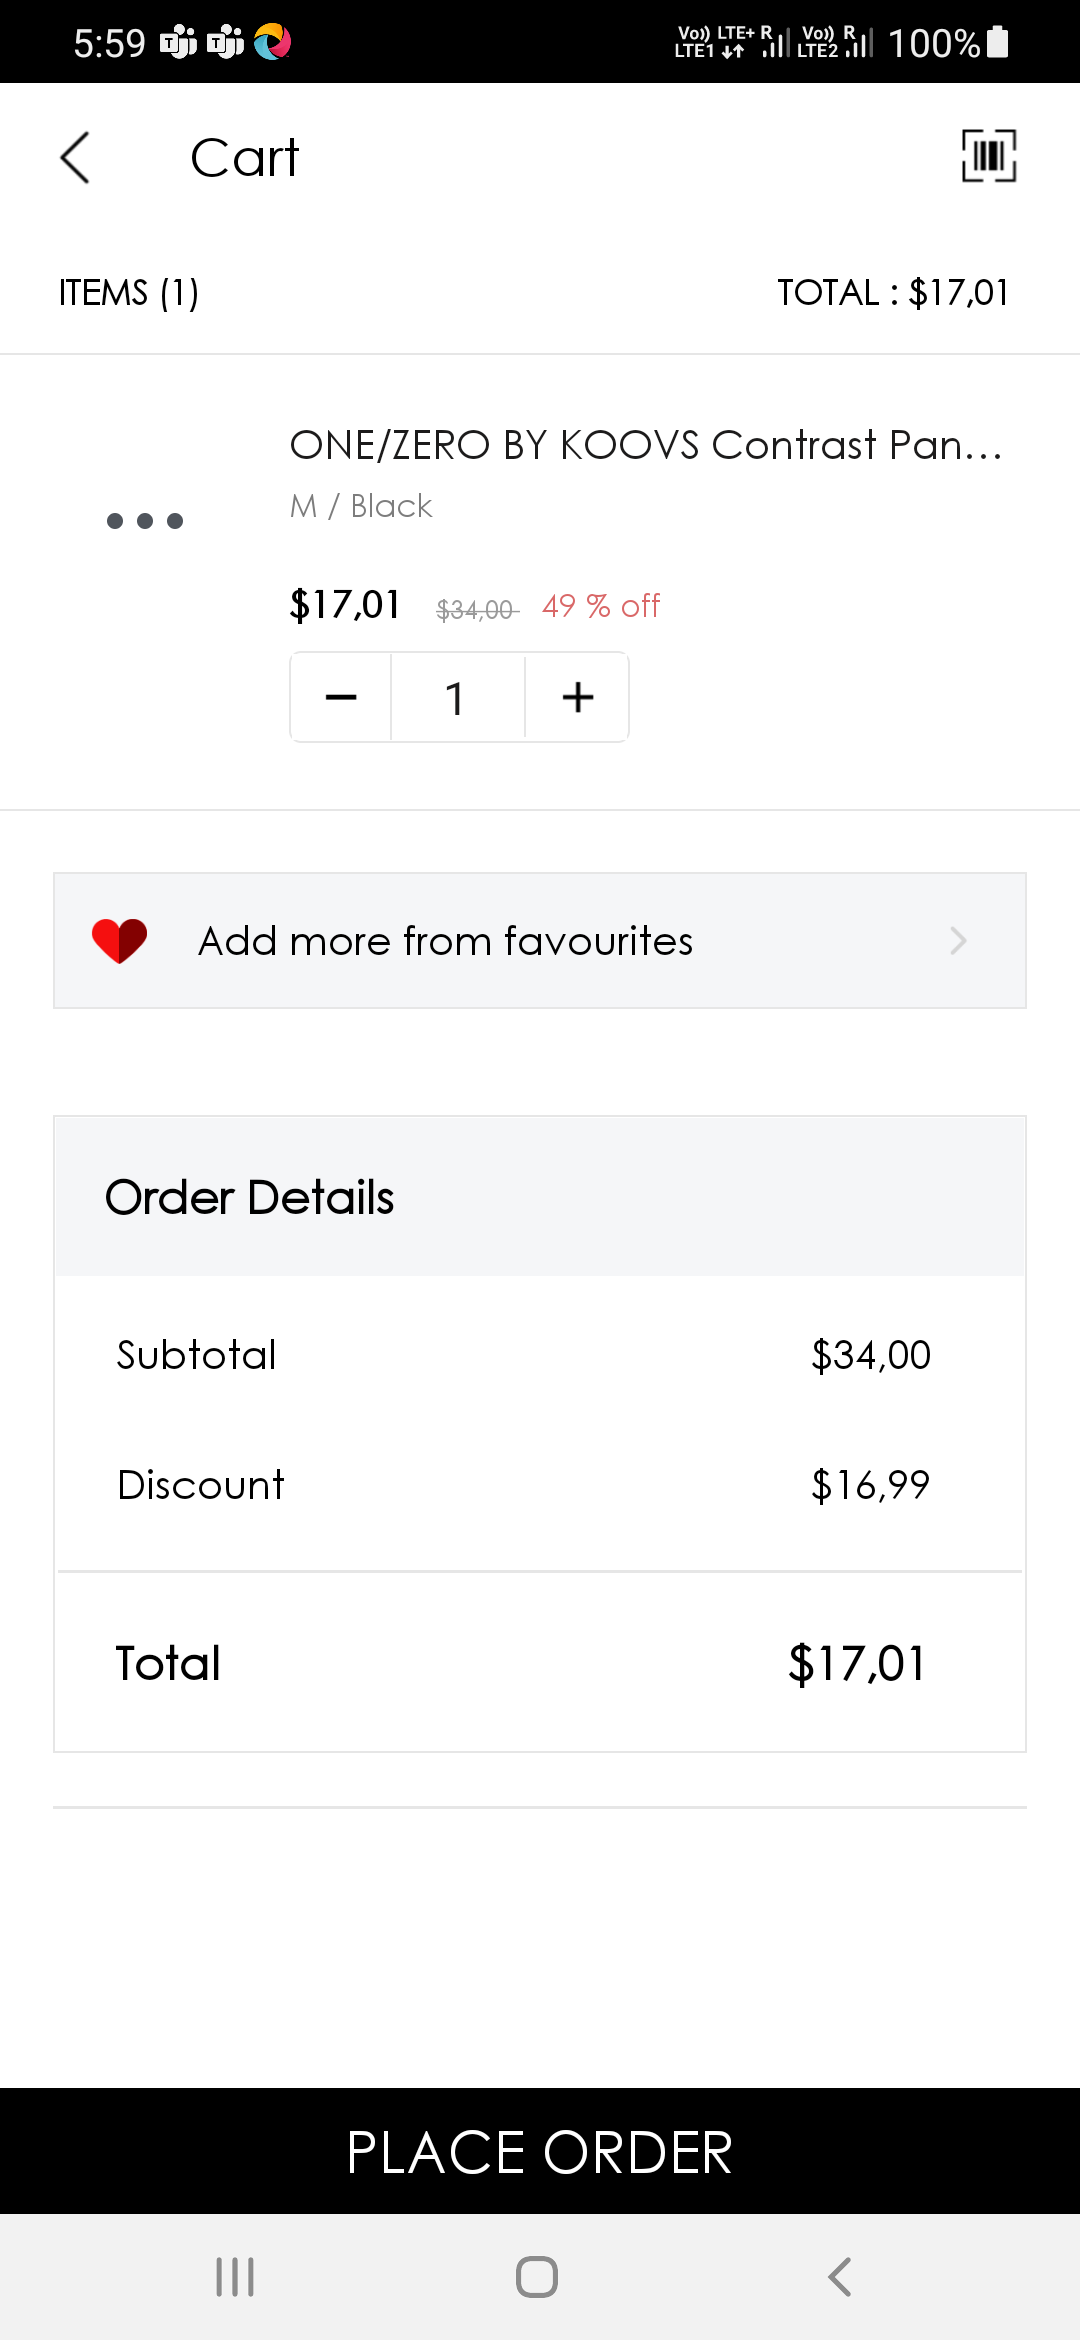 5:59 Vo)) LTE+ R Vo)) R 100%
LTE1 LTE2
Cart
ITEMS (1) TOTAL : $17,01
ONE/ZERO BY KOOVS Contrast Pan...
M / Black
$17,01 $34,00 49 % off
1
Add more from favourites
Order Details
Subtotal $34,00
Discount $16,99
Total $17,01
PLACE ORDER